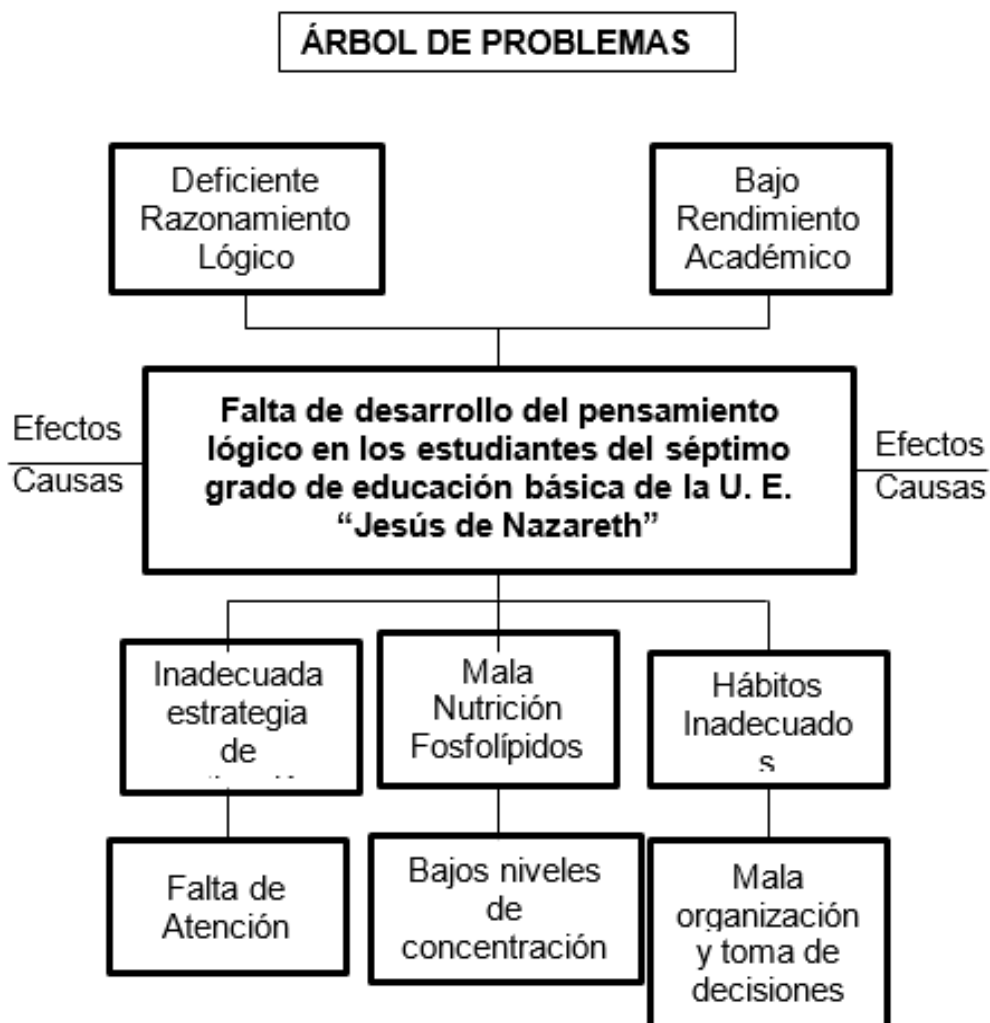 ÁRBOL DE PROBLEMAS
Deficiente
Razonamiento
Lógico
Bajo
Rendimiento
Académico
Efectos
Causas
Falta de desarrollo del pensamiento
lógico en los estudiantes del séptimo
grado de educación básica de la U. E.
“Jesús de Nazareth”
Efectos
Causas
Inadecuada
estrategia
de
Mala
Nutrición
Fosfolípidos
Hábitos
Inadecuado
s
Falta de
Atención
Bajos niveles
de
concentración
Mala
organización
y toma de
decisiones